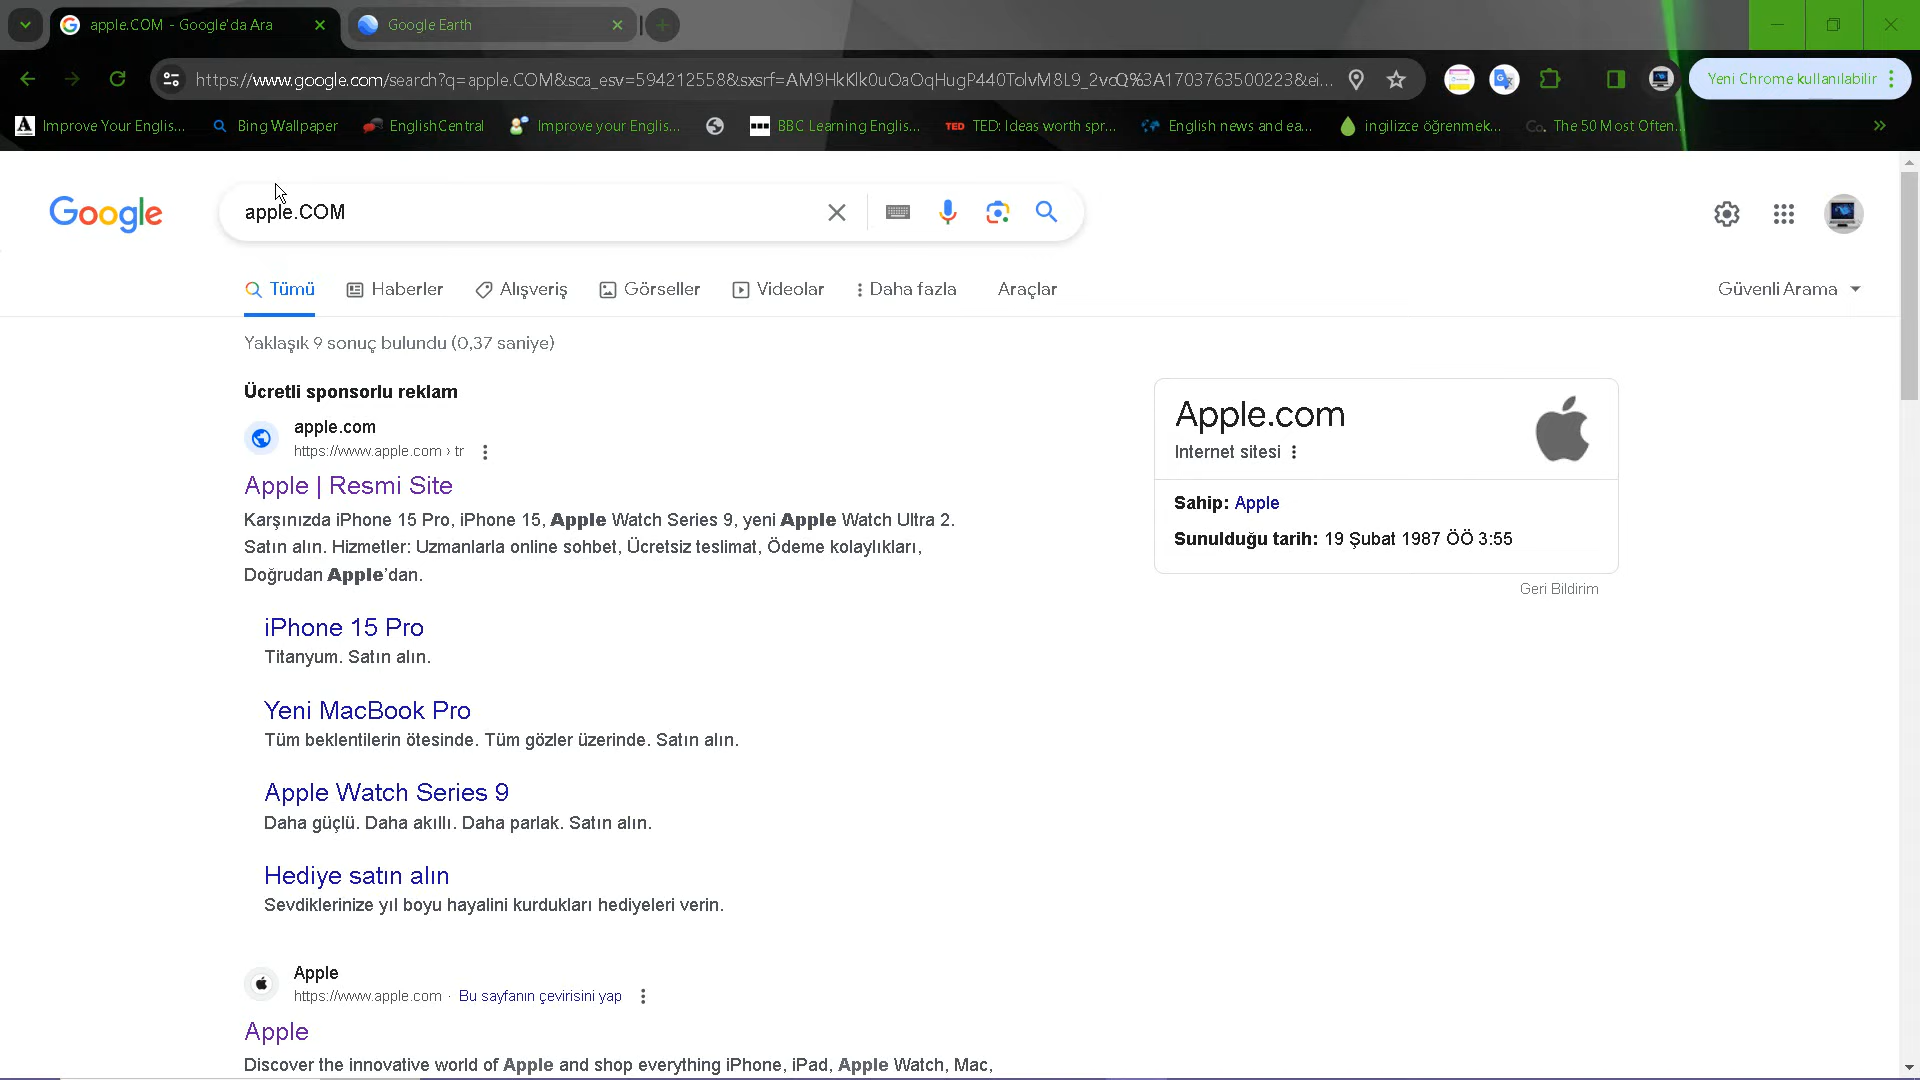 apple.COM - Google'da Ara
Google Earth
https://www.google.com/search?q=apple.COM&sca_esv=594212558&sxsrf=AM9HkKlk0uOaOqHugP440TolvM8L9_2vcQ%3A1703763500223&ei...
Yeni Chrome kullanılabilir
Improve Your Englis...
Bing Wallpaper
EnglishCentral
Improve your Englis...
BBC Learning Englis...
TED TED: Ideas worth spr...
English news and ea...
ingilizce öğrenmek...
Co. The 50 Most Often...
Google
apple.COM
Tümü
Haberler
Alışveriş
Görseller
Videolar
Daha fazla
Araçlar
Güvenli Arama
Yaklaşık 9 sonuç bulundu (0,37 saniye)
Ücretli sponsorlu reklam
apple.com
https://www.apple.com › tr
Apple | Resmi Site
Karşınızda iPhone 15 Pro, iPhone 15, Apple Watch Series 9, yeni Apple Watch Ultra 2.
Satın alın. Hizmetler: Uzmanlarla online sohbet, Ücretsiz teslimat, Ödeme kolaylıkları,
Doğrudan Apple'dan.
iPhone 15 Pro
Titanyum. Satın alın.
Yeni MacBook Pro
Tüm beklentilerin ötesinde. Tüm gözler üzerinde. Satın alın.
Apple Watch Series 9
Daha güçlü. Daha akıllı. Daha parlak. Satın alın.
Hediye satın alın
Sevdiklerinize yıl boyu hayalini kurdukları hediyeleri verin.
Apple
https://www.apple.com · Bu sayfanın çevirisini yap
Apple
Discover the innovative world of Apple and shop everything iPhone, iPad, Apple Watch, Mac,
Apple.com
Internet sitesi
Sahip: Apple
Sunulduğu tarih: 19 Şubat 1987 ÖÖ 3:55
Geri Bildirim